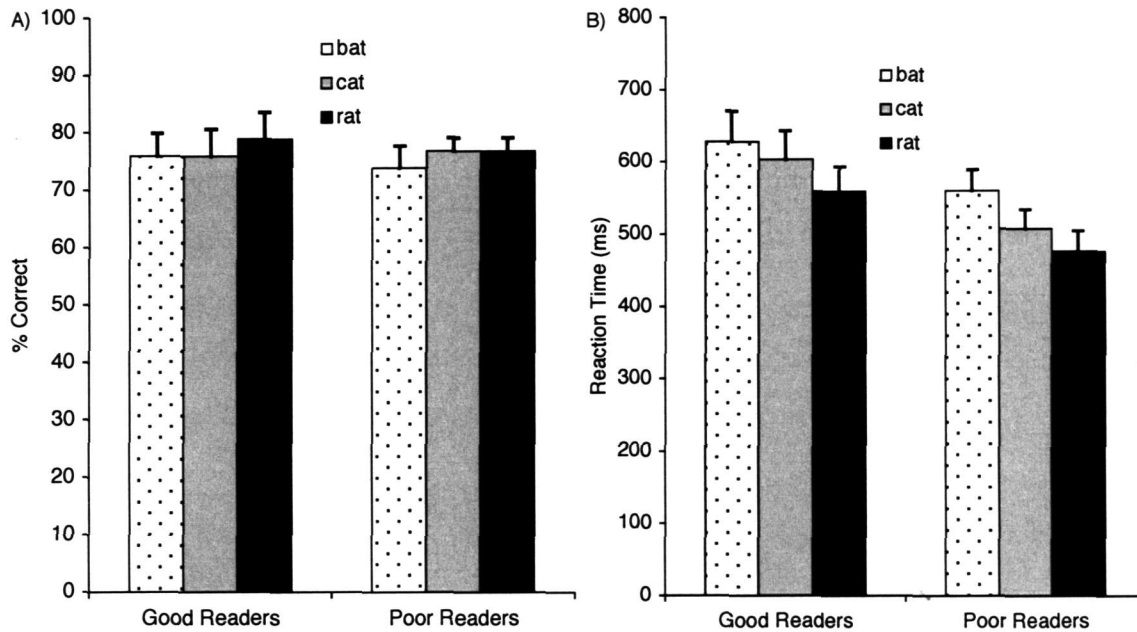 A)
100
90
80
70
60
50
40
30
20
10
0
% Correct
bat
cat
rat
Good Readers
Poor Readers
B)
800
700
600
500
400
300
200
100
0
Reaction Time (ms)
bat
cat
rat
Good Readers
Poor Readers